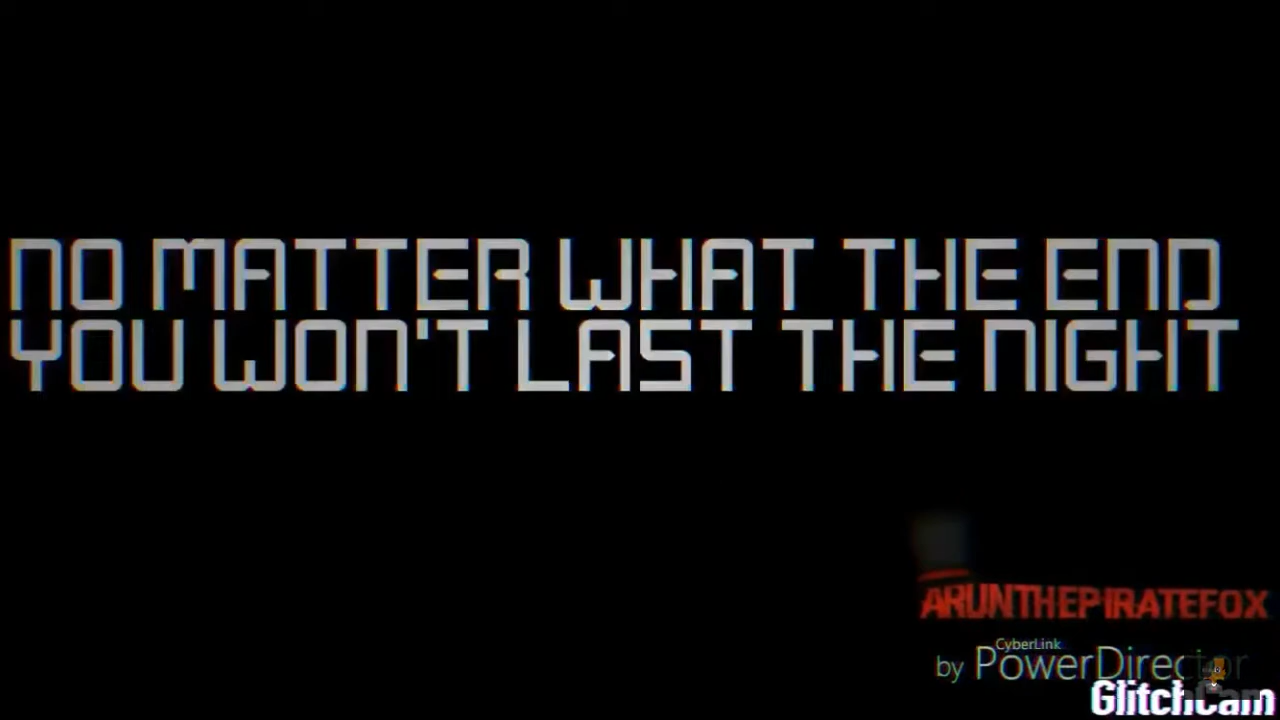 NO MATTER WHAT THE END
YOU WON'T LAST THE NIGHT
ARUNTHEPIRATEFOX
CyberLink
by PowerDirector
GlitchCam